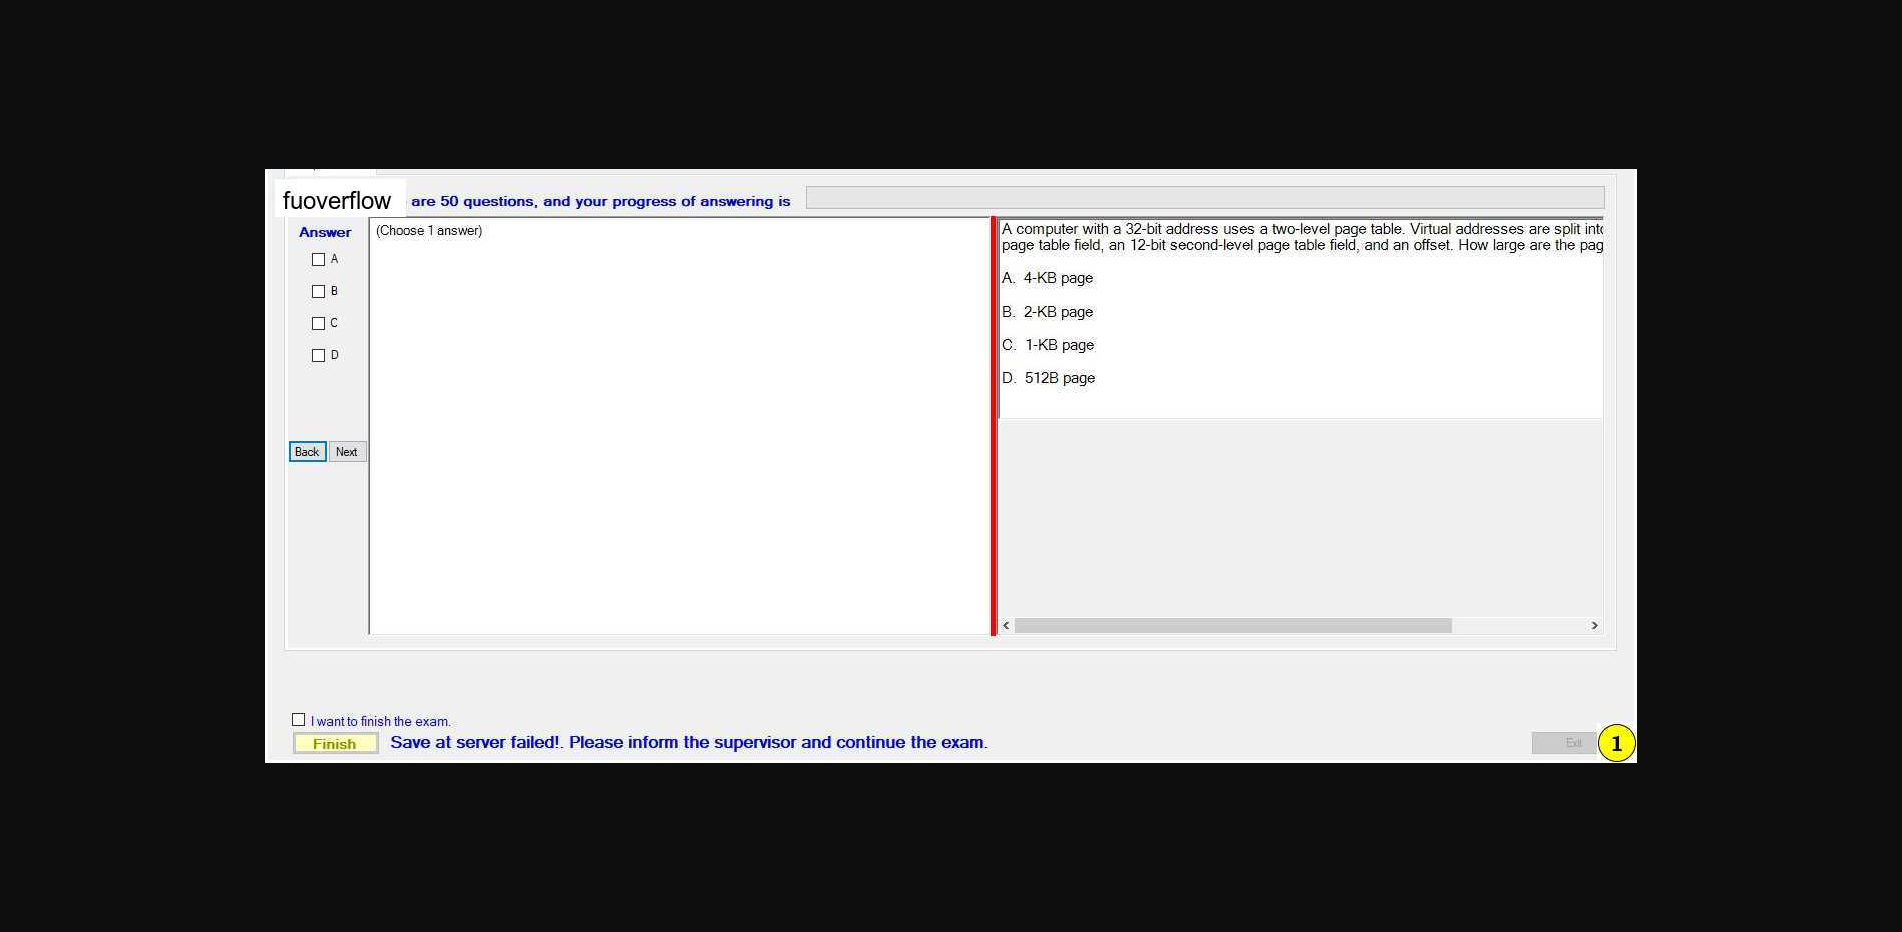 fuoverflow are 50 questions, and your progress of answering is
Answer
A
B
C
D
Back Next
(Choose 1 answer)
A computer with a 32-bit address uses a two-level page table. Virtual addresses are split into
page table field, an 12-bit second-level page table field, and an offset. How large are the pag
A. 4-KB page
B. 2-KB page
C. 1-KB page
D. 512B page
I want to finish the exam.
Finish Save at server failed!. Please inform the supervisor and continue the exam.
Exit 1